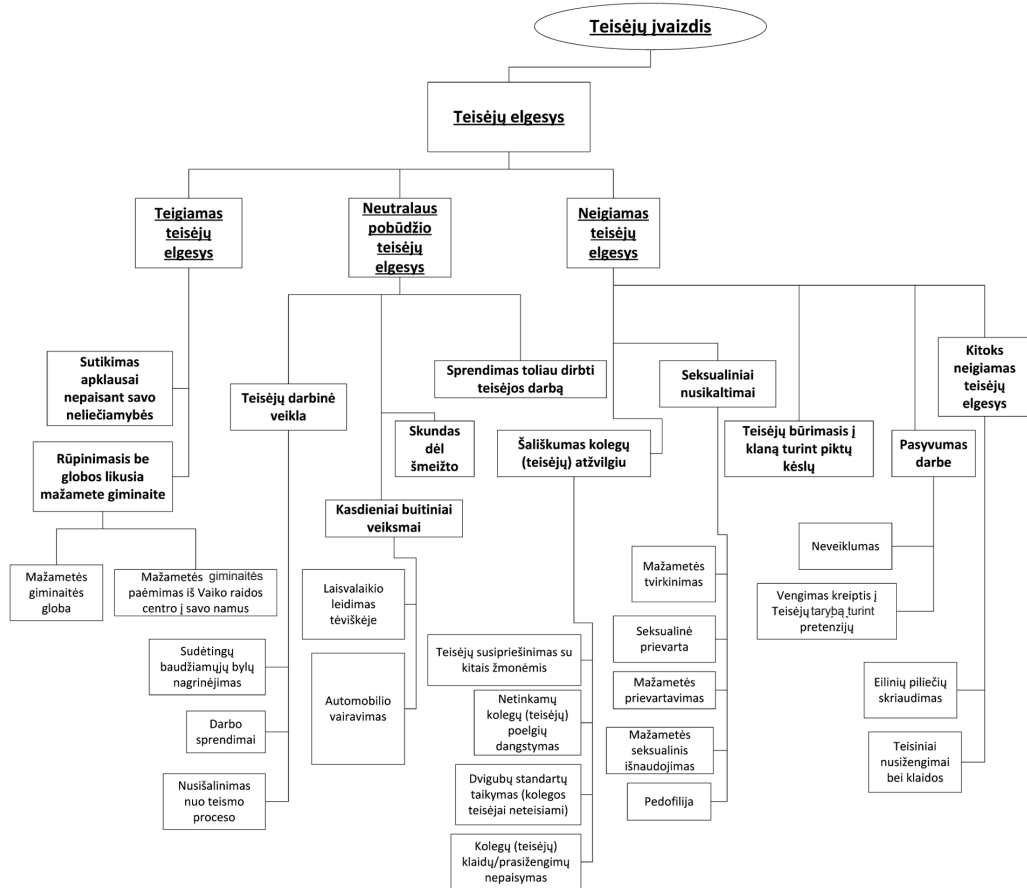 Teisėjų įvaizdis
Teisėjų elgesys
Teigiamas
teisėjų
elgesys
Neutralaus
pobūdžio
teisėjų
elgesys
Neigiamas
teisėjų
elgesys
Sutikimas
apklausai
nepaisant savo
neliečiamybės
Rūpinimasis be
globos likusia
mažamete giminaite
Mažametės
giminaitės
globa
Mažametės giminaitės
paėmimas iš Vaiko raidos
centro į savo namus
Teisėjų darbinė
veikla
Sudėtingų
baudžiamųjų bylų
nagrinėjimas
Darbo
sprendimai
Nusišalinimas
nuo teismo
proceso
Skundas
dėl
šmeižto
Kasdieniai buitiniai
veiksmai
Laisvalaikio
leidimas
tėviškėje
Automobilio
vairavimas
Sprendimas toliau dirbti
teisėjos darbą
Šališkumas kolegų
(teisėjų) atžvilgiu
Teisėjų susipriešinimas su
kitais žmonėmis
Netinkamų
kolegų (teisėjų)
poelgių
dangstymas
Dvigubų standartų
taikymas (kolegos
teisėjai neteisiami)
Kolegų (teisėjų)
klaidų/prasižengimų
nepaisymas
Seksualiniai
nusikaltimai
Mažametės
tvirkinimas
Seksualinė
prievarta
Mažametės
prievartavimas
Mažametės
seksualinis
išnaudojimas
Pedofilija
Teisėjų būrimasis į
klaną turint piktų
kėslų
Pasyvumas
darbe
Neveiklumas
Vengimas kreiptis į
Teisėjų tarybą turint
pretenzijų
Kitoks
neigiamas
teisėjų
elgesys
Eilinių piliečių
skriaudimas
Teisiniai
nusižengimai
bei klaidos